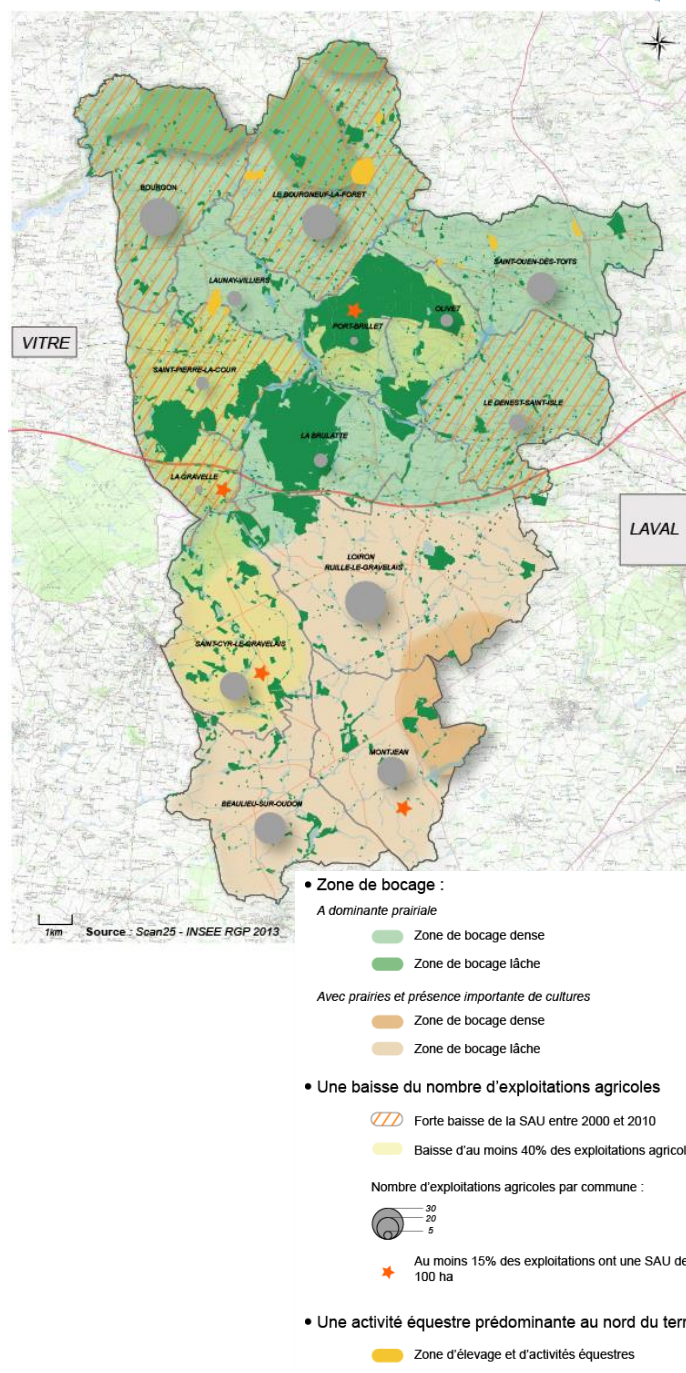 BOURGON
LE BOURGNEUF-LA-FORET
SAINT-OUEN-DES-TOITS
LAUNAY-VILLIERS
OLIVET
PORT-BRILLET
VITRE
SAINT-PIERRE-LA-COUR
LE GENEST-SAINT-ISLE
LA BRULATTE
LA GRAVELLE
LAVAL
LOIRON
RUILLE-LE-GRAVELAIS
SAINT-CYR-LE-GRAVELAIS
MONTJEAN
BEAULIEU-SUR-OUDON
1km
Source : Scan25 - INSEE RGP 2013
• Zone de bocage :
A dominante prairiale
Zone de bocage dense
Zone de bocage lâche
Avec prairies et présence importante de cultures
Zone de bocage dense
Zone de bocage lâche
• Une baisse du nombre d'exploitations agricoles
Forte baisse de la SAU entre 2000 et 2010
Baisse d'au moins 40% des exploitations agricol
Nombre d'exploitations agricoles par commune :
30
20
5
Au moins 15% des exploitations ont une SAU de
100 ha
• Une activité équestre prédominante au nord du terr
Zone d'élevage et d'activités équestres